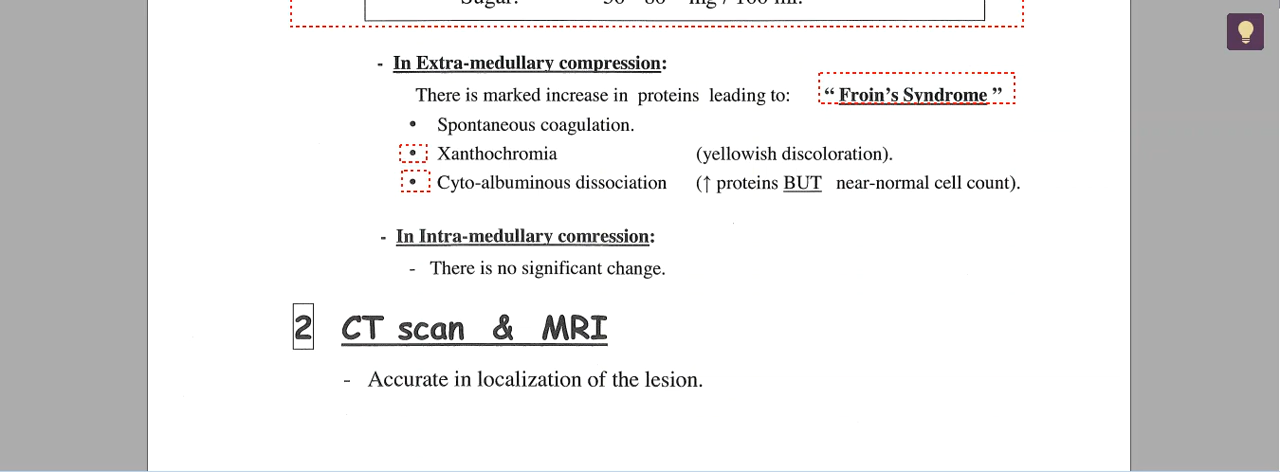 - In Extra-medullary compression:
There is marked increase in proteins leading to: “ Froin’s Syndrome ”
• Spontaneous coagulation.
• Xanthochromia (yellowish discoloration).
• Cyto-albuminous dissociation (↑ proteins BUT near-normal cell count).
- In Intra-medullary comression:
- There is no significant change.
2 CT scan & MRI
- Accurate in localization of the lesion.